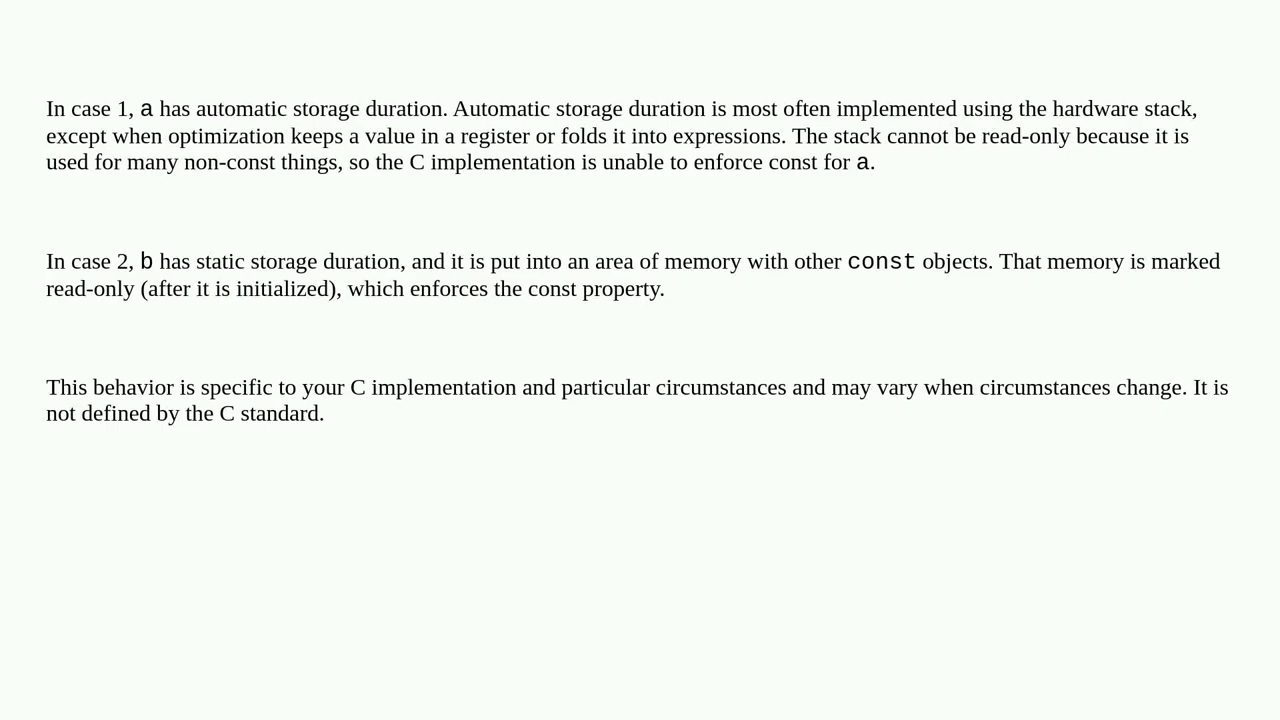 In case 1, a has automatic storage duration. Automatic storage duration is most often implemented using the hardware stack,
except when optimization keeps a value in a register or folds it into expressions. The stack cannot be read-only because it is
used for many non-const things, so the C implementation is unable to enforce const for a.
In case 2, b has static storage duration, and it is put into an area of memory with other const objects. That memory is marked
read-only (after it is initialized), which enforces the const property.
This behavior is specific to your C implementation and particular circumstances and may vary when circumstances change. It is
not defined by the C standard.